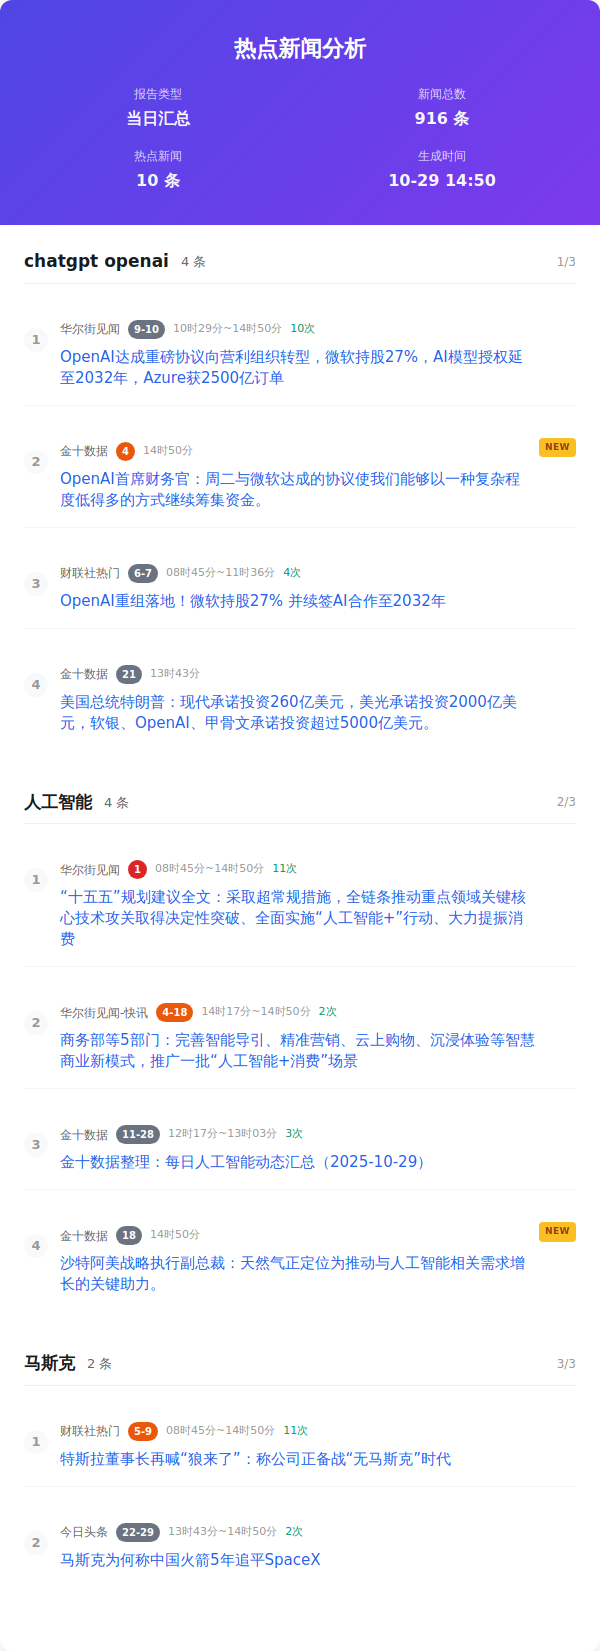 热点新闻分析
报告类型
当日汇总
新闻总数
916 条
热点新闻
10 条
生成时间
10-29 14:50
chatgpt openai 4 条 1/3
1 华尔街见闻 9-10 10时29分~14时50分 10次
OpenAI达成重磅协议向营利组织转型，微软持股27%，AI模型授权延
至2032年，Azure获2500亿订单
2 金十数据 4 14时50分 NEW
OpenAI首席财务官：周二与微软达成的协议使我们能够以一种复杂程
度低得多的方式继续筹集资金。
3 财联社热门 6-7 08时45分~11时36分 4次
OpenAI重组落地！微软持股27% 并续签AI合作至2032年
4 金十数据 21 13时43分
美国总统特朗普：现代承诺投资260亿美元，美光承诺投资2000亿美
元，软银、OpenAI、甲骨文承诺投资超过5000亿美元。
人工智能 4 条 2/3
1 华尔街见闻 1 08时45分~14时50分 11次
“十五五”规划建议全文：采取超常规措施，全链条推动重点领域关键核
心技术攻关取得决定性突破、全面实施“人工智能+”行动、大力提振消
费
2 华尔街见闻-快讯 4-18 14时17分~14时50分 2次
商务部等5部门：完善智能导引、精准营销、云上购物、沉浸体验等智慧
商业新模式，推广一批“人工智能+消费”场景
3 金十数据 11-28 12时17分~13时03分 3次
金十数据整理：每日人工智能动态汇总（2025-10-29）
4 金十数据 18 14时50分 NEW
沙特阿美战略执行副总裁：天然气正定位为推动与人工智能相关需求增
长的关键助力。
马斯克 2 条 3/3
1 财联社热门 5-9 08时45分~14时50分 11次
特斯拉董事长再喊“狼来了”：称公司正备战“无马斯克”时代
2 今日头条 22-29 13时43分~14时50分 2次
马斯克为何称中国火箭5年追平SpaceX